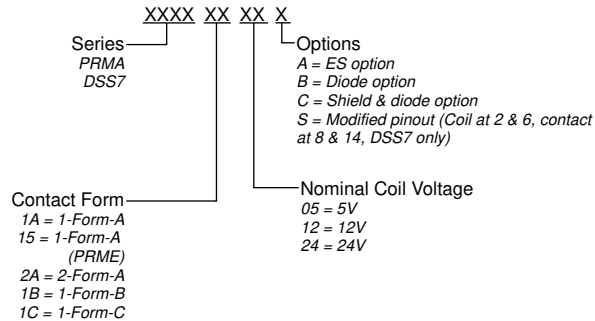 XXXX XX XX X
Series
PRMA
DSS7
Options
A = ES option
B = Diode option
C = Shield & diode option
S = Modified pinout (Coil at 2 & 6, contact
at 8 & 14, DSS7 only)
Contact Form
1A = 1-Form-A
15 = 1-Form-A
(PRME)
2A = 2-Form-A
1B = 1-Form-B
1C = 1-Form-C
Nominal Coil Voltage
05 = 5V
12 = 12V
24 = 24V